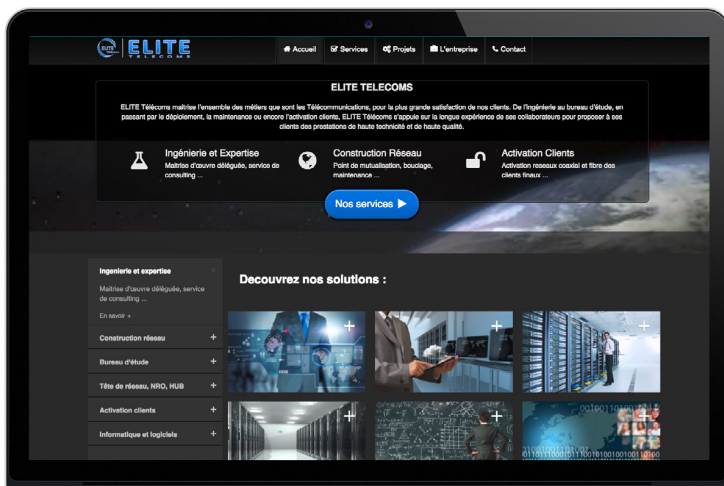 ELITE
TELECOMS
Accueil
Services
Projets
L'entreprise
Contact
ELITE TELECOMS
ELITE Télécoms maîtrise l'ensemble des métiers que sont les Télécommunications, pour la plus grande satisfaction de nos clients. De l'ingénierie au bureau d'étude, en
passant par le déploiement, la maintenance ou encore l'activation clients, ELITE Télécoms s'appuie sur la longue expérience de ses collaborateurs pour proposer à ses
clients des prestations de haute technicité et de haute qualité.
Ingénierie et Expertise
Maîtrise d'œuvre déléguée, service de
consulting ...
Construction Réseau
Point de mutualisation, bouclage,
maintenance ...
Activation Clients
Activation reseaux coaxial et fibre des
clients finaux ...
Nos services
Ingenierie et expertise
Maîtrise d'œuvre déléguée, service
de consulting ...
En savoir +
Construction réseau +
Bureau d'étude +
Tête de réseau, NRO, HUB +
Activation clients +
Informatique et logiciels +
Decouvrez nos solutions :